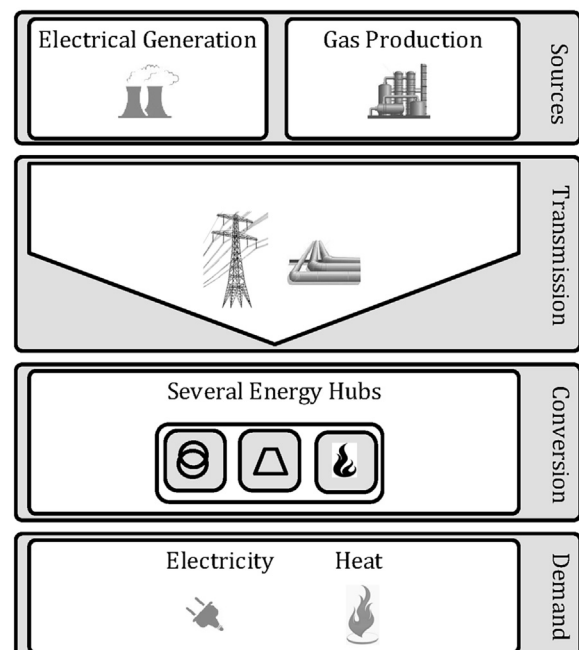 Electrical Generation
Gas Production
Sources
Transmission
Several Energy Hubs
Conversion
Electricity
Heat
Demand